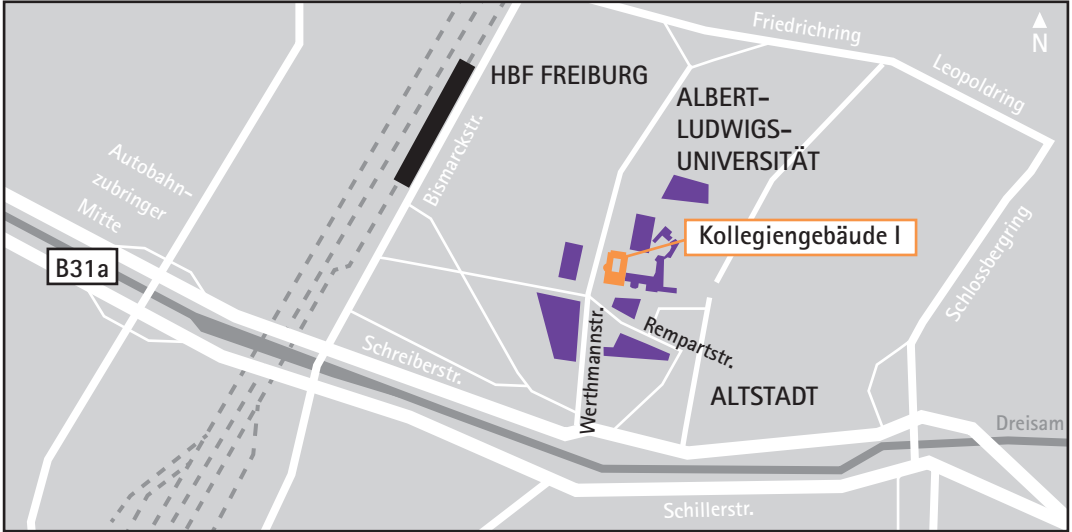 Friedrichring
N
HBF FREIBURG
Leopoldring
ALBERT-
LUDWIGS-
UNIVERSITÄT
Autobahn-
zubringer
Mitte
Bismarckstr.
Kollegiengebäude I
B31a
Schlossbergring
Schreiberstr.
Werthmannstr.
Rempartstr.
ALTSTADT
Dreisam
Schillerstr.